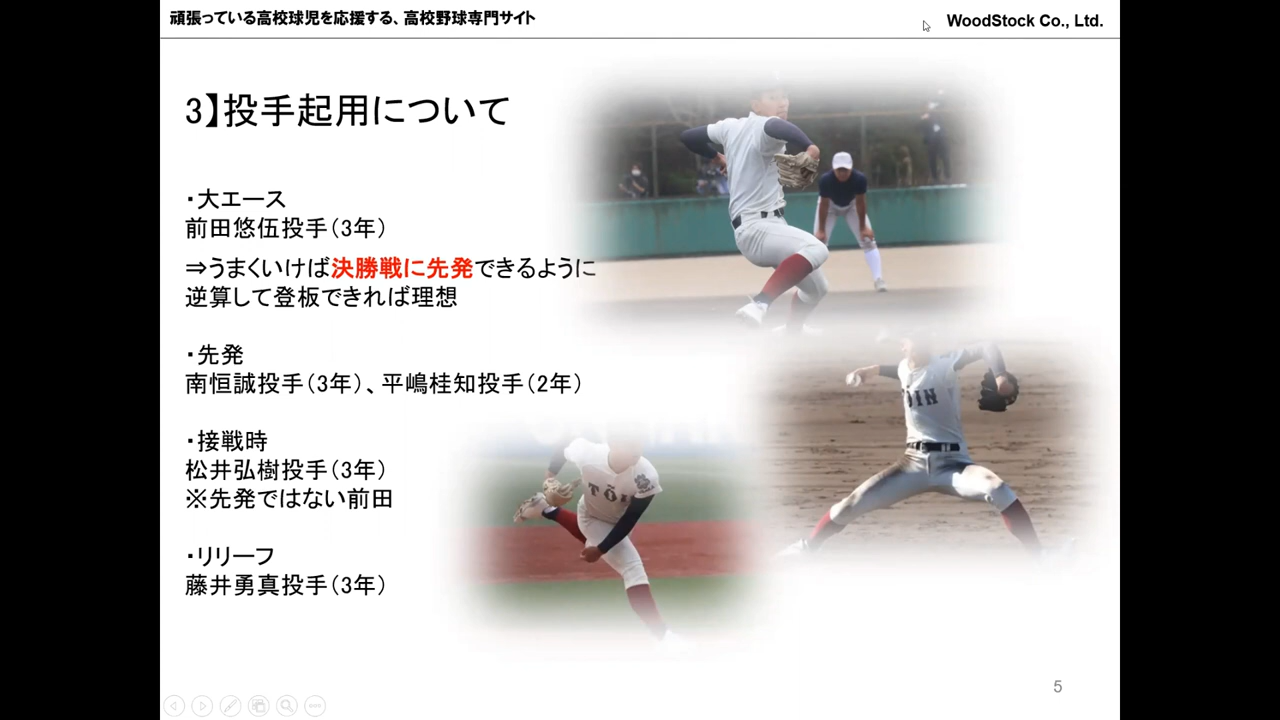 頑張っている高校球児を応援する、高校野球専門サイト
WoodStock Co., Ltd.
3】投手起用について
・大エース
前田悠伍投手（3年）
⇒うまくいけば決勝戦に先発できるように
逆算して登板できれば理想
・先発
南恒誠投手（3年）、平嶋桂知投手（2年）
・接戦時
松井弘樹投手（3年）
※先発ではない前田
・リリーフ
藤井勇真投手（3年）
TŌIN
5